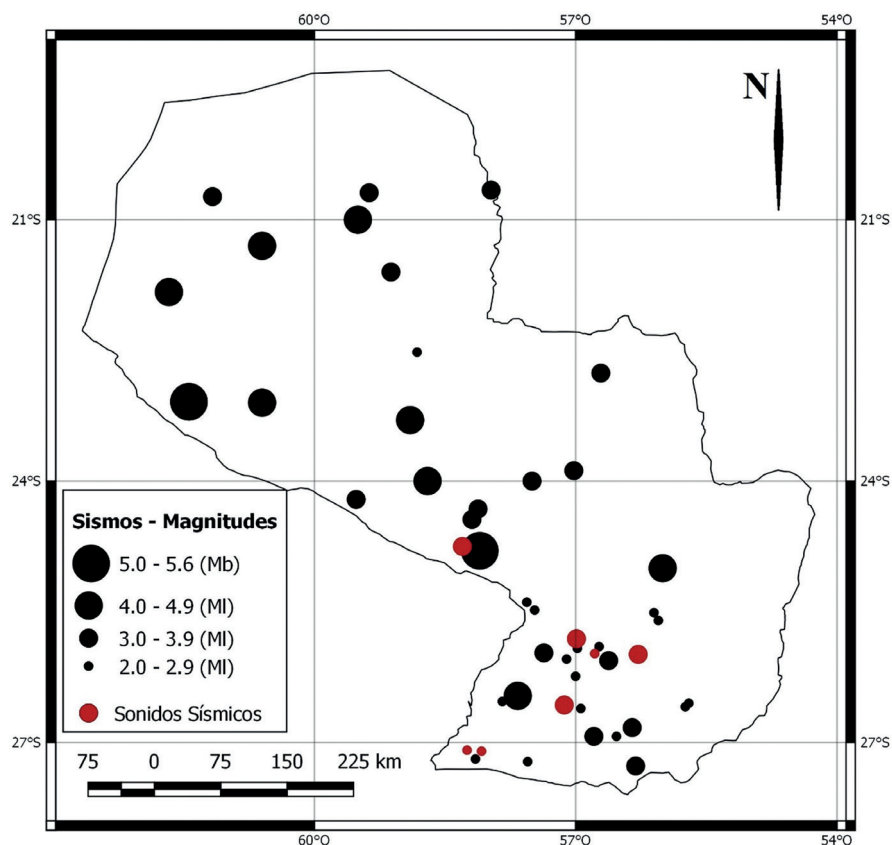 60°O 57°O 54°O
N
21°S 21°S
24°S 24°S
Sismos - Magnitudes
5.0 - 5.6 (Mb)
4.0 - 4.9 (Ml)
3.0 - 3.9 (Ml)
2.0 - 2.9 (Ml)
Sonidos Sísmicos
27°S 27°S
75 0 75 150 225 km
60°O 57°O 54°O